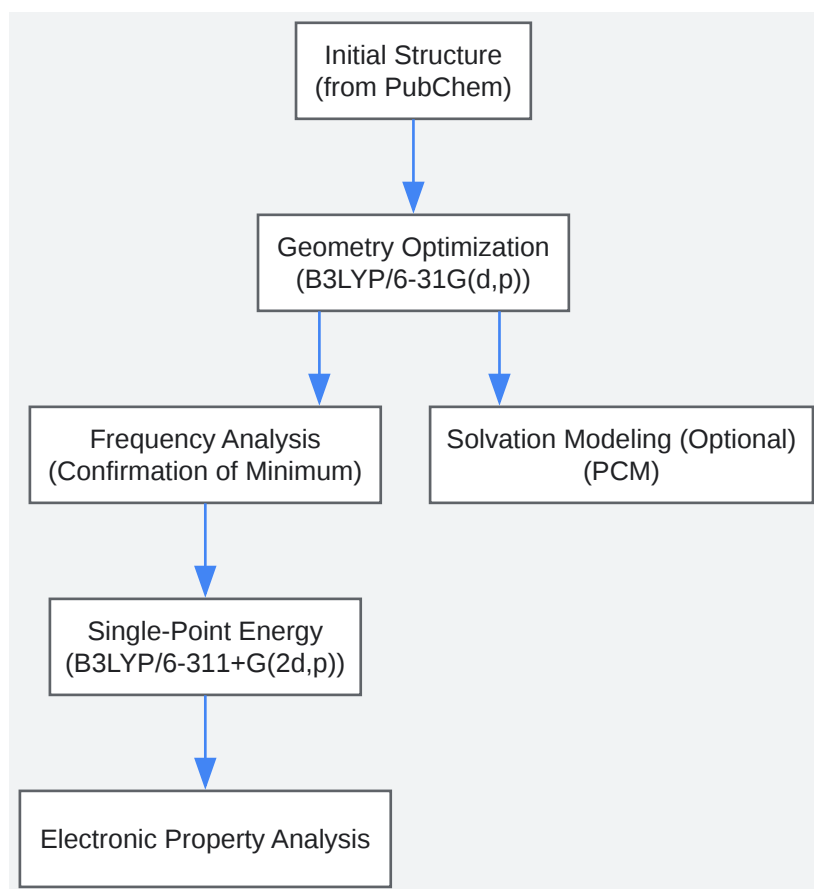 Initial Structure
(from PubChem)
Geometry Optimization
(B3LYP/6-31G(d,p))
Frequency Analysis
(Confirmation of Minimum)
Solvation Modeling (Optional)
(PCM)
Single-Point Energy
(B3LYP/6-311+G(2d,p))
Electronic Property Analysis